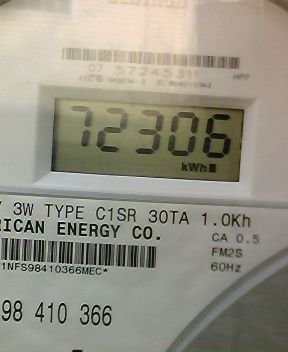 07 57245311
72306
kWh
3W TYPE C1SR 30TA 1.0Kh
RICAN ENERGY CO.
CA 0.5
FM2S
1NFS98410366MEC*
60Hz
98 410 366